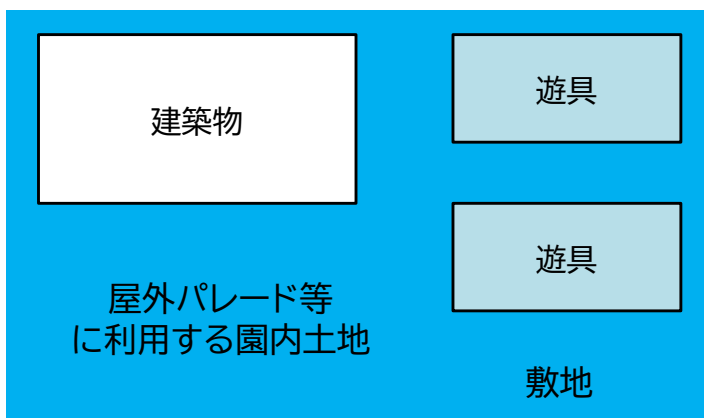 建築物
遊具
遊具
屋外パレード等
に利用する園内土地
敷地